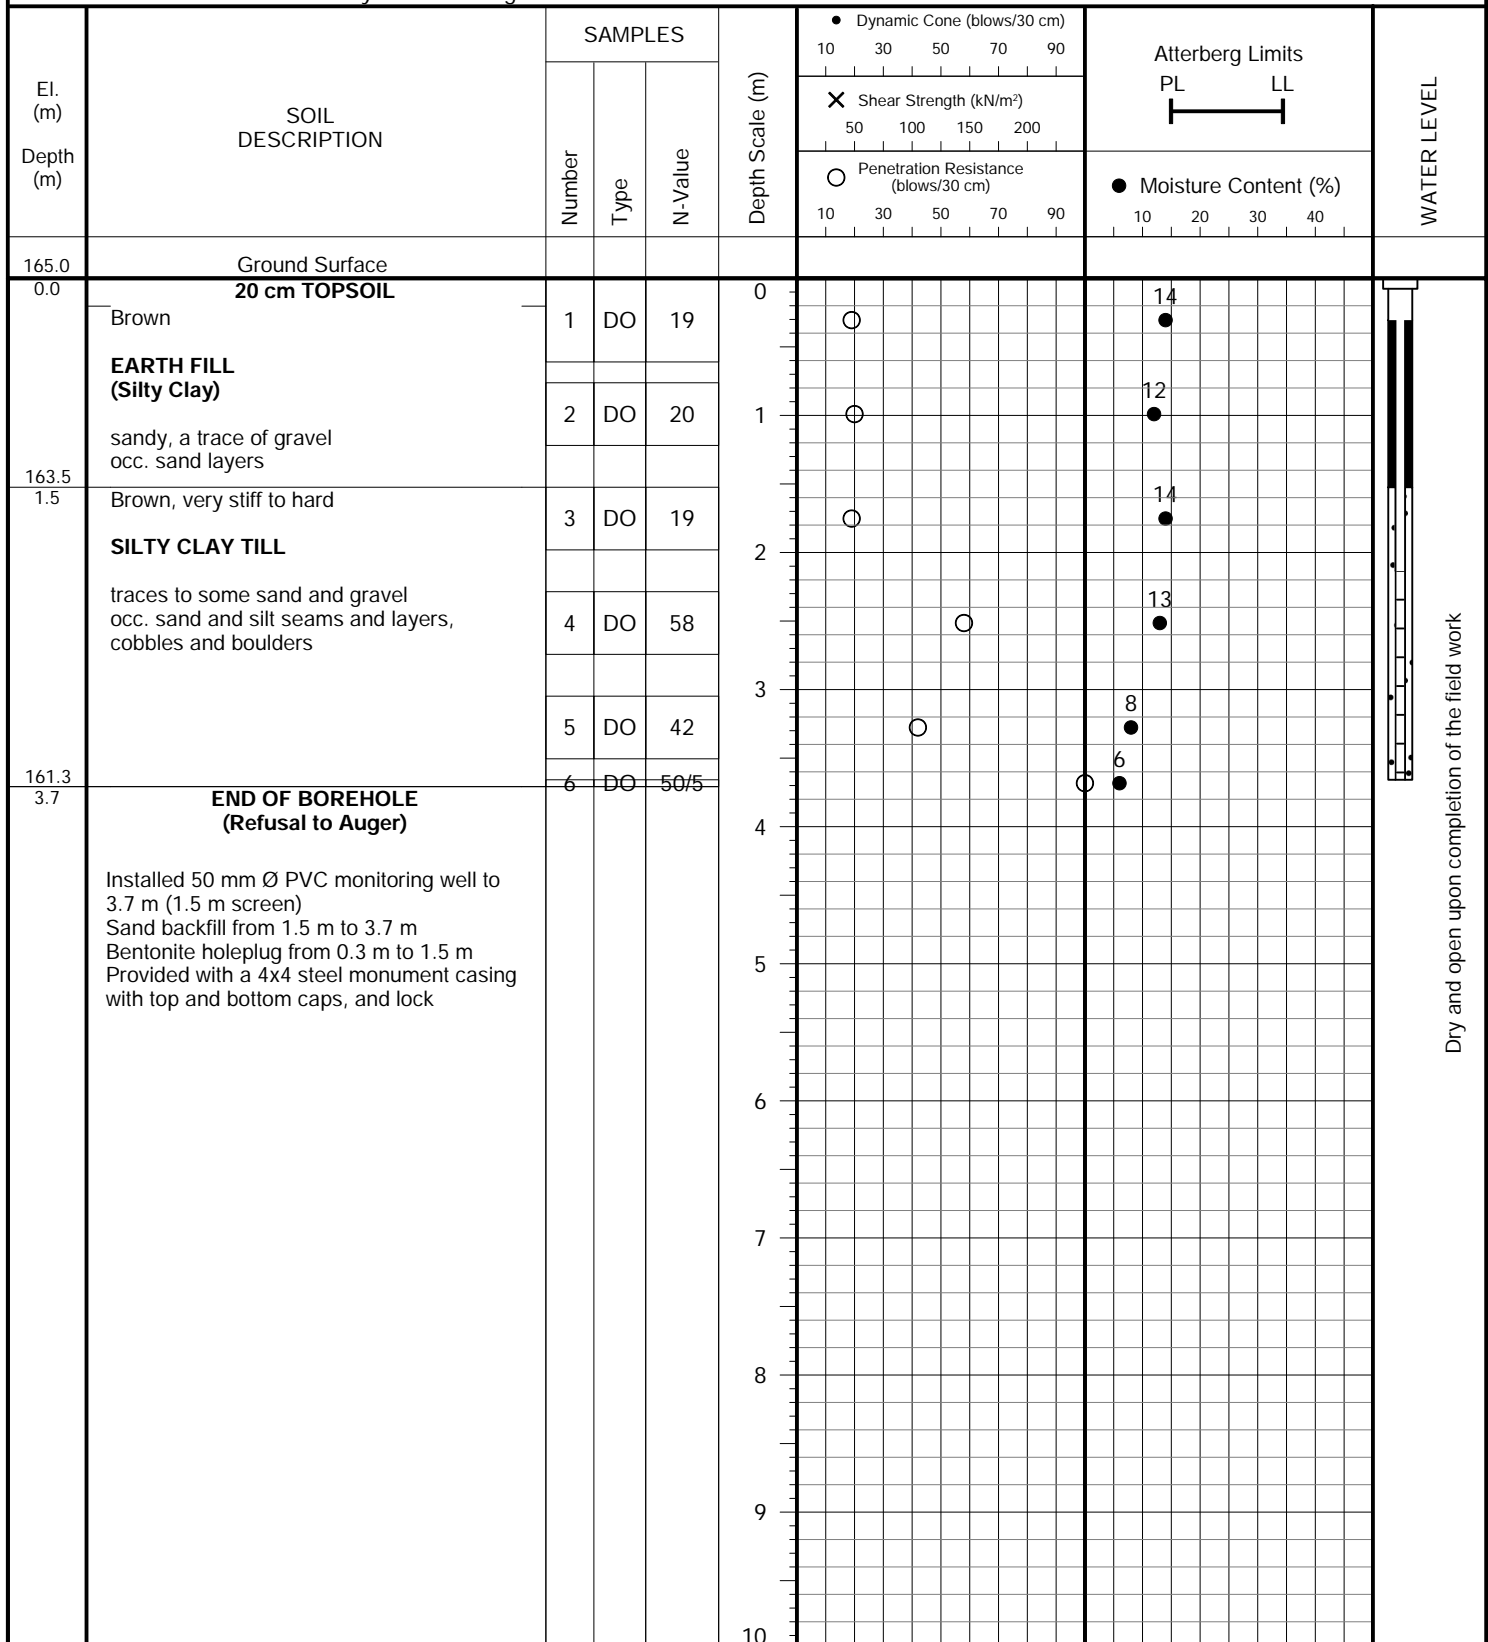 SAMPLES
El.
(m)
Depth
(m)
SOIL
DESCRIPTION
Number
Type
N-Value
Depth Scale (m)
Dynamic Cone (blows/30 cm)
10 30 50 70 90
Shear Strength (kN/m²)
50 100 150 200
Penetration Resistance
(blows/30 cm)
10 30 50 70 90
Atterberg Limits
PL LL
Moisture Content (%)
10 20 30 40
WATER LEVEL
165.0 Ground Surface
0.0 20 cm TOPSOIL
Brown
EARTH FILL
(Silty Clay)
sandy, a trace of gravel
occ. sand layers
163.5
1.5 Brown, very stiff to hard
SILTY CLAY TILL
traces to some sand and gravel
occ. sand and silt seams and layers,
cobbles and boulders
161.3
3.7 END OF BOREHOLE
(Refusal to Auger)
Installed 50 mm Ø PVC monitoring well to
3.7 m (1.5 m screen)
Sand backfill from 1.5 m to 3.7 m
Bentonite holeplug from 0.3 m to 1.5 m
Provided with a 4x4 steel monument casing
with top and bottom caps, and lock
1 DO 19
2 DO 20
3 DO 19
4 DO 58
5 DO 42
6 DO 50/5
0
1
2
3
4
5
6
7
8
9
10
14
12
14
13
8
6
Dry and open upon completion of the field work